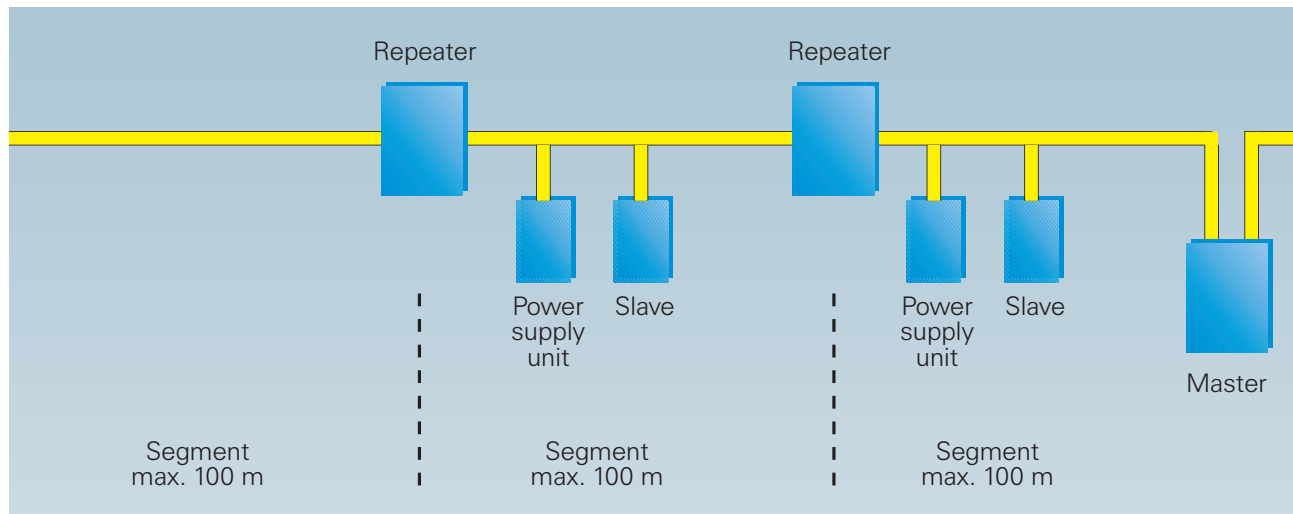 Repeater
Repeater
Power
supply
unit
Slave
Power
supply
unit
Slave
Master
Segment
max. 100 m
Segment
max. 100 m
Segment
max. 100 m